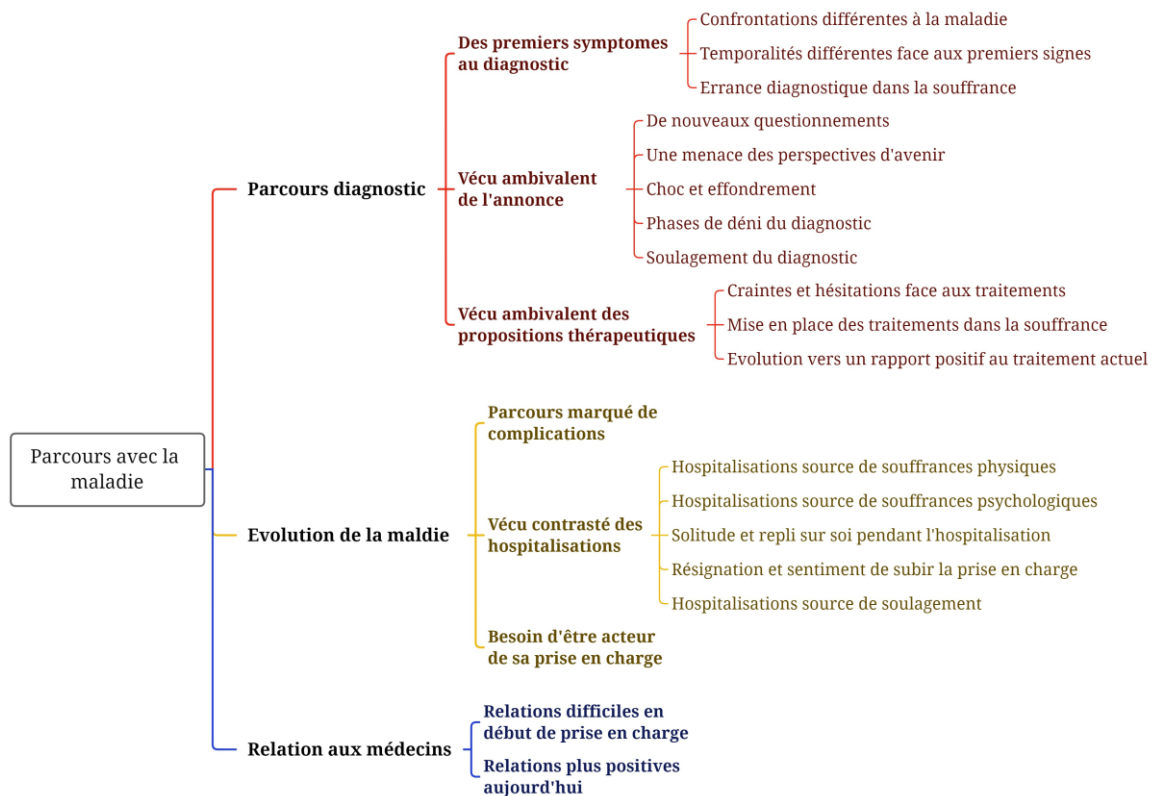 Parcours avec la
maladie
Parcours diagnostic
Des premiers symptomes
au diagnostic
Confrontations différentes à la maladie
Temporalités différentes face aux premiers signes
Errance diagnostique dans la souffrance
Vécu ambivalent
de l'annonce
De nouveaux questionnements
Une menace des perspectives d'avenir
Choc et effondrement
Phases de déni du diagnostic
Soulagement du diagnostic
Vécu ambivalent des
propositions thérapeutiques
Craintes et hésitations face aux traitements
Mise en place des traitements dans la souffrance
Evolution vers un rapport positif au traitement actuel
Evolution de la maldie
Parcours marqué de
complications
Vécu contrasté des
hospitalisations
Hospitalisations source de souffrances physiques
Hospitalisations source de souffrances psychologiques
Solitude et repli sur soi pendant l'hospitalisation
Résignation et sentiment de subir la prise en charge
Hospitalisations source de soulagement
Besoin d'être acteur
de sa prise en charge
Relation aux médecins
Relations difficiles en
début de prise en charge
Relations plus positives
aujourd'hui